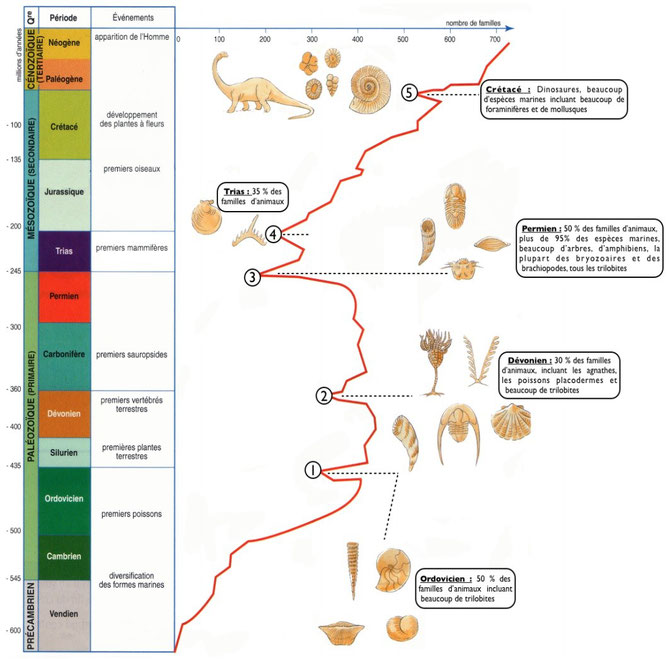 millions d'années
Qre
Période
Événements
nombre de familles
0
100
200
300
400
500
600
700
CÉNOZOÏQUE
(TERTIAIRE)
Néogène
apparition de l'Homme
Paléogène
MÉSOZOÏQUE (SECONDAIRE)
5
Crétacé : Dinosaures, beaucoup
d'espèces marines incluant beaucoup de
foraminifères et de mollusques
- 100
Crétacé
développement
des plantes à fleurs
- 135
Jurassique
premiers oiseaux
Trias : 35 % des
familles d'animaux
- 200
4
Trias
premiers mammifères
Permien : 50 % des familles d'animaux,
plus de 95% des espèces marines,
beaucoup d'arbres, d'amphibiens, la
plupart des bryozoaires et des
brachiopodes, tous les trilobites
- 245
3
PALÉOZOÏQUE (PRIMAIRE)
Permien
- 300
Carbonifère
premiers sauropsides
Dévonien : 30 % des familles
d'animaux, incluant les agnathes,
les poissons placodermes et
beaucoup de trilobites
- 360
2
Dévonien
premiers vertébrés
terrestres
- 400
Silurien
premières plantes
terrestres
- 435
1
Ordovicien
premiers poissons
- 500
Cambrien
diversification
des formes marines
- 545
Ordovicien : 50 % des
familles d'animaux incluant
beaucoup de trilobites
PRÉCAMBRIEN
Vendien
- 600